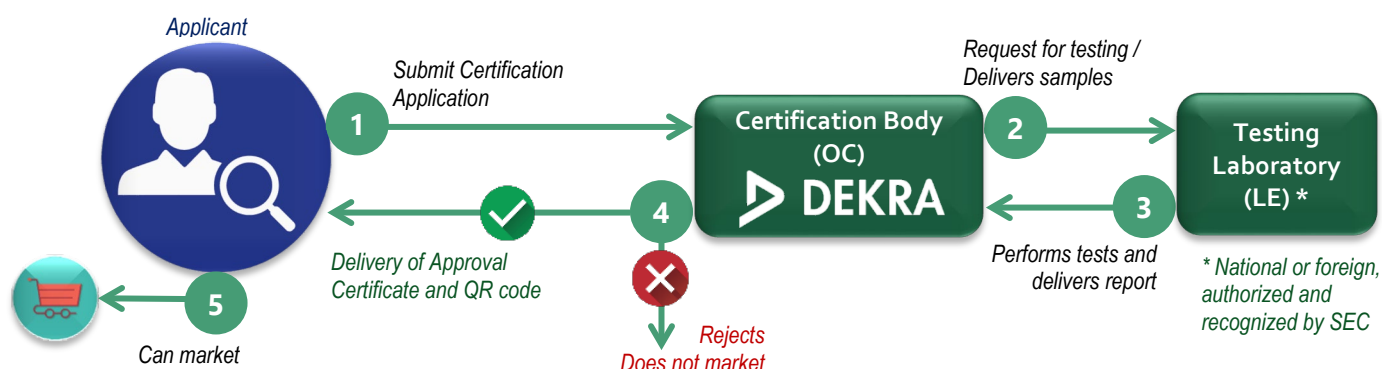 Applicant
1
Submit Certification
Application
Certification Body
(OC)
DEKRA
2
Request for testing /
Delivers samples
Testing
Laboratory
(LE) *
3
Performs tests and
delivers report
* National or foreign,
authorized and
recognized by SEC
4
Delivery of Approval
Certificate and QR code
Rejects
Does not market
5
Can market